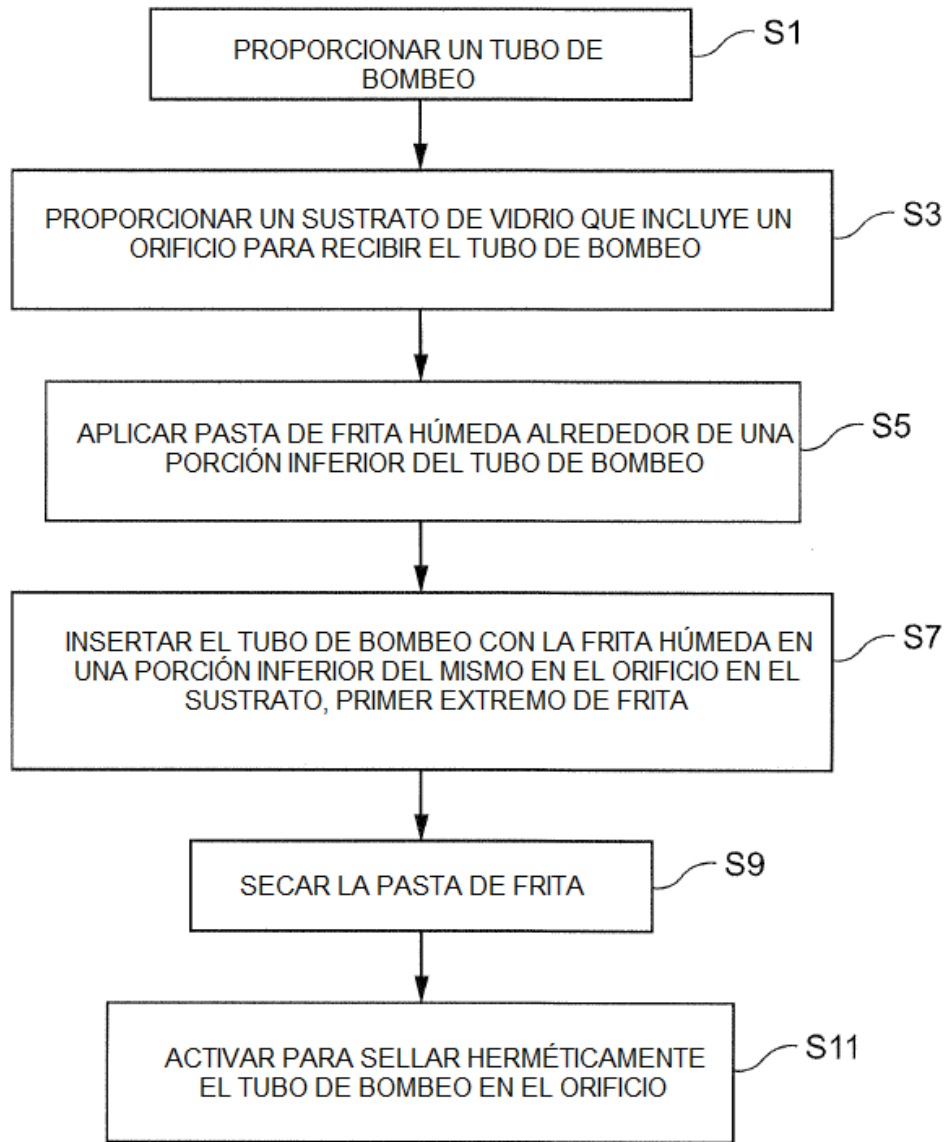 PROPORCIONAR UN TUBO DE
BOMBEO
S1
PROPORCIONAR UN SUSTRATO DE VIDRIO QUE INCLUYE UN
ORIFICIO PARA RECIBIR EL TUBO DE BOMBEO
S3
APLICAR PASTA DE FRITA HÚMEDA ALREDEDOR DE UNA
PORCIÓN INFERIOR DEL TUBO DE BOMBEO
S5
INSERTAR EL TUBO DE BOMBEO CON LA FRITA HÚMEDA EN
UNA PORCIÓN INFERIOR DEL MISMO EN EL ORIFICIO EN EL
SUSTRATO, PRIMER EXTREMO DE FRITA
S7
SECAR LA PASTA DE FRITA
S9
ACTIVAR PARA SELLAR HERMÉTICAMENTE
EL TUBO DE BOMBEO EN EL ORIFICIO
S11